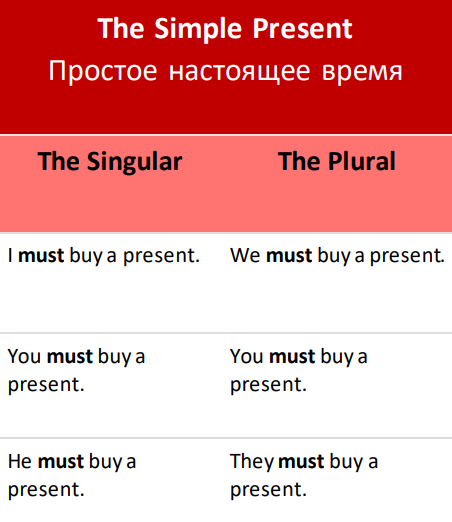 The Simple Present
Простое настоящее время
The Singular
The Plural
I must buy a present.
We must buy a present.
You must buy a
present.
You must buy a
present.
He must buy a
present.
They must buy a
present.